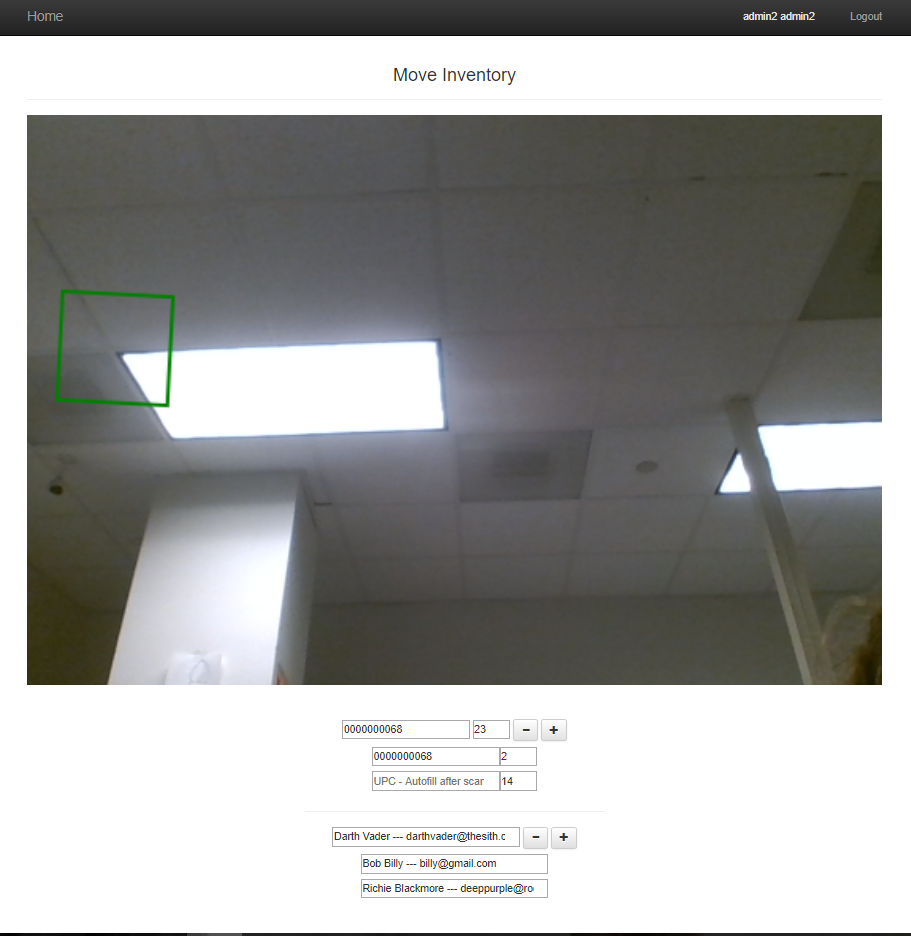 Home admin2 admin2 Logout
Move Inventory
0000000068 23 - +
0000000068 2
UPC - Autofill after scan 14
Darth Vader --- darthvader@thesith.c - +
Bob Billy --- billy@gmail.com
Richie Blackmore --- deeppurple@ro